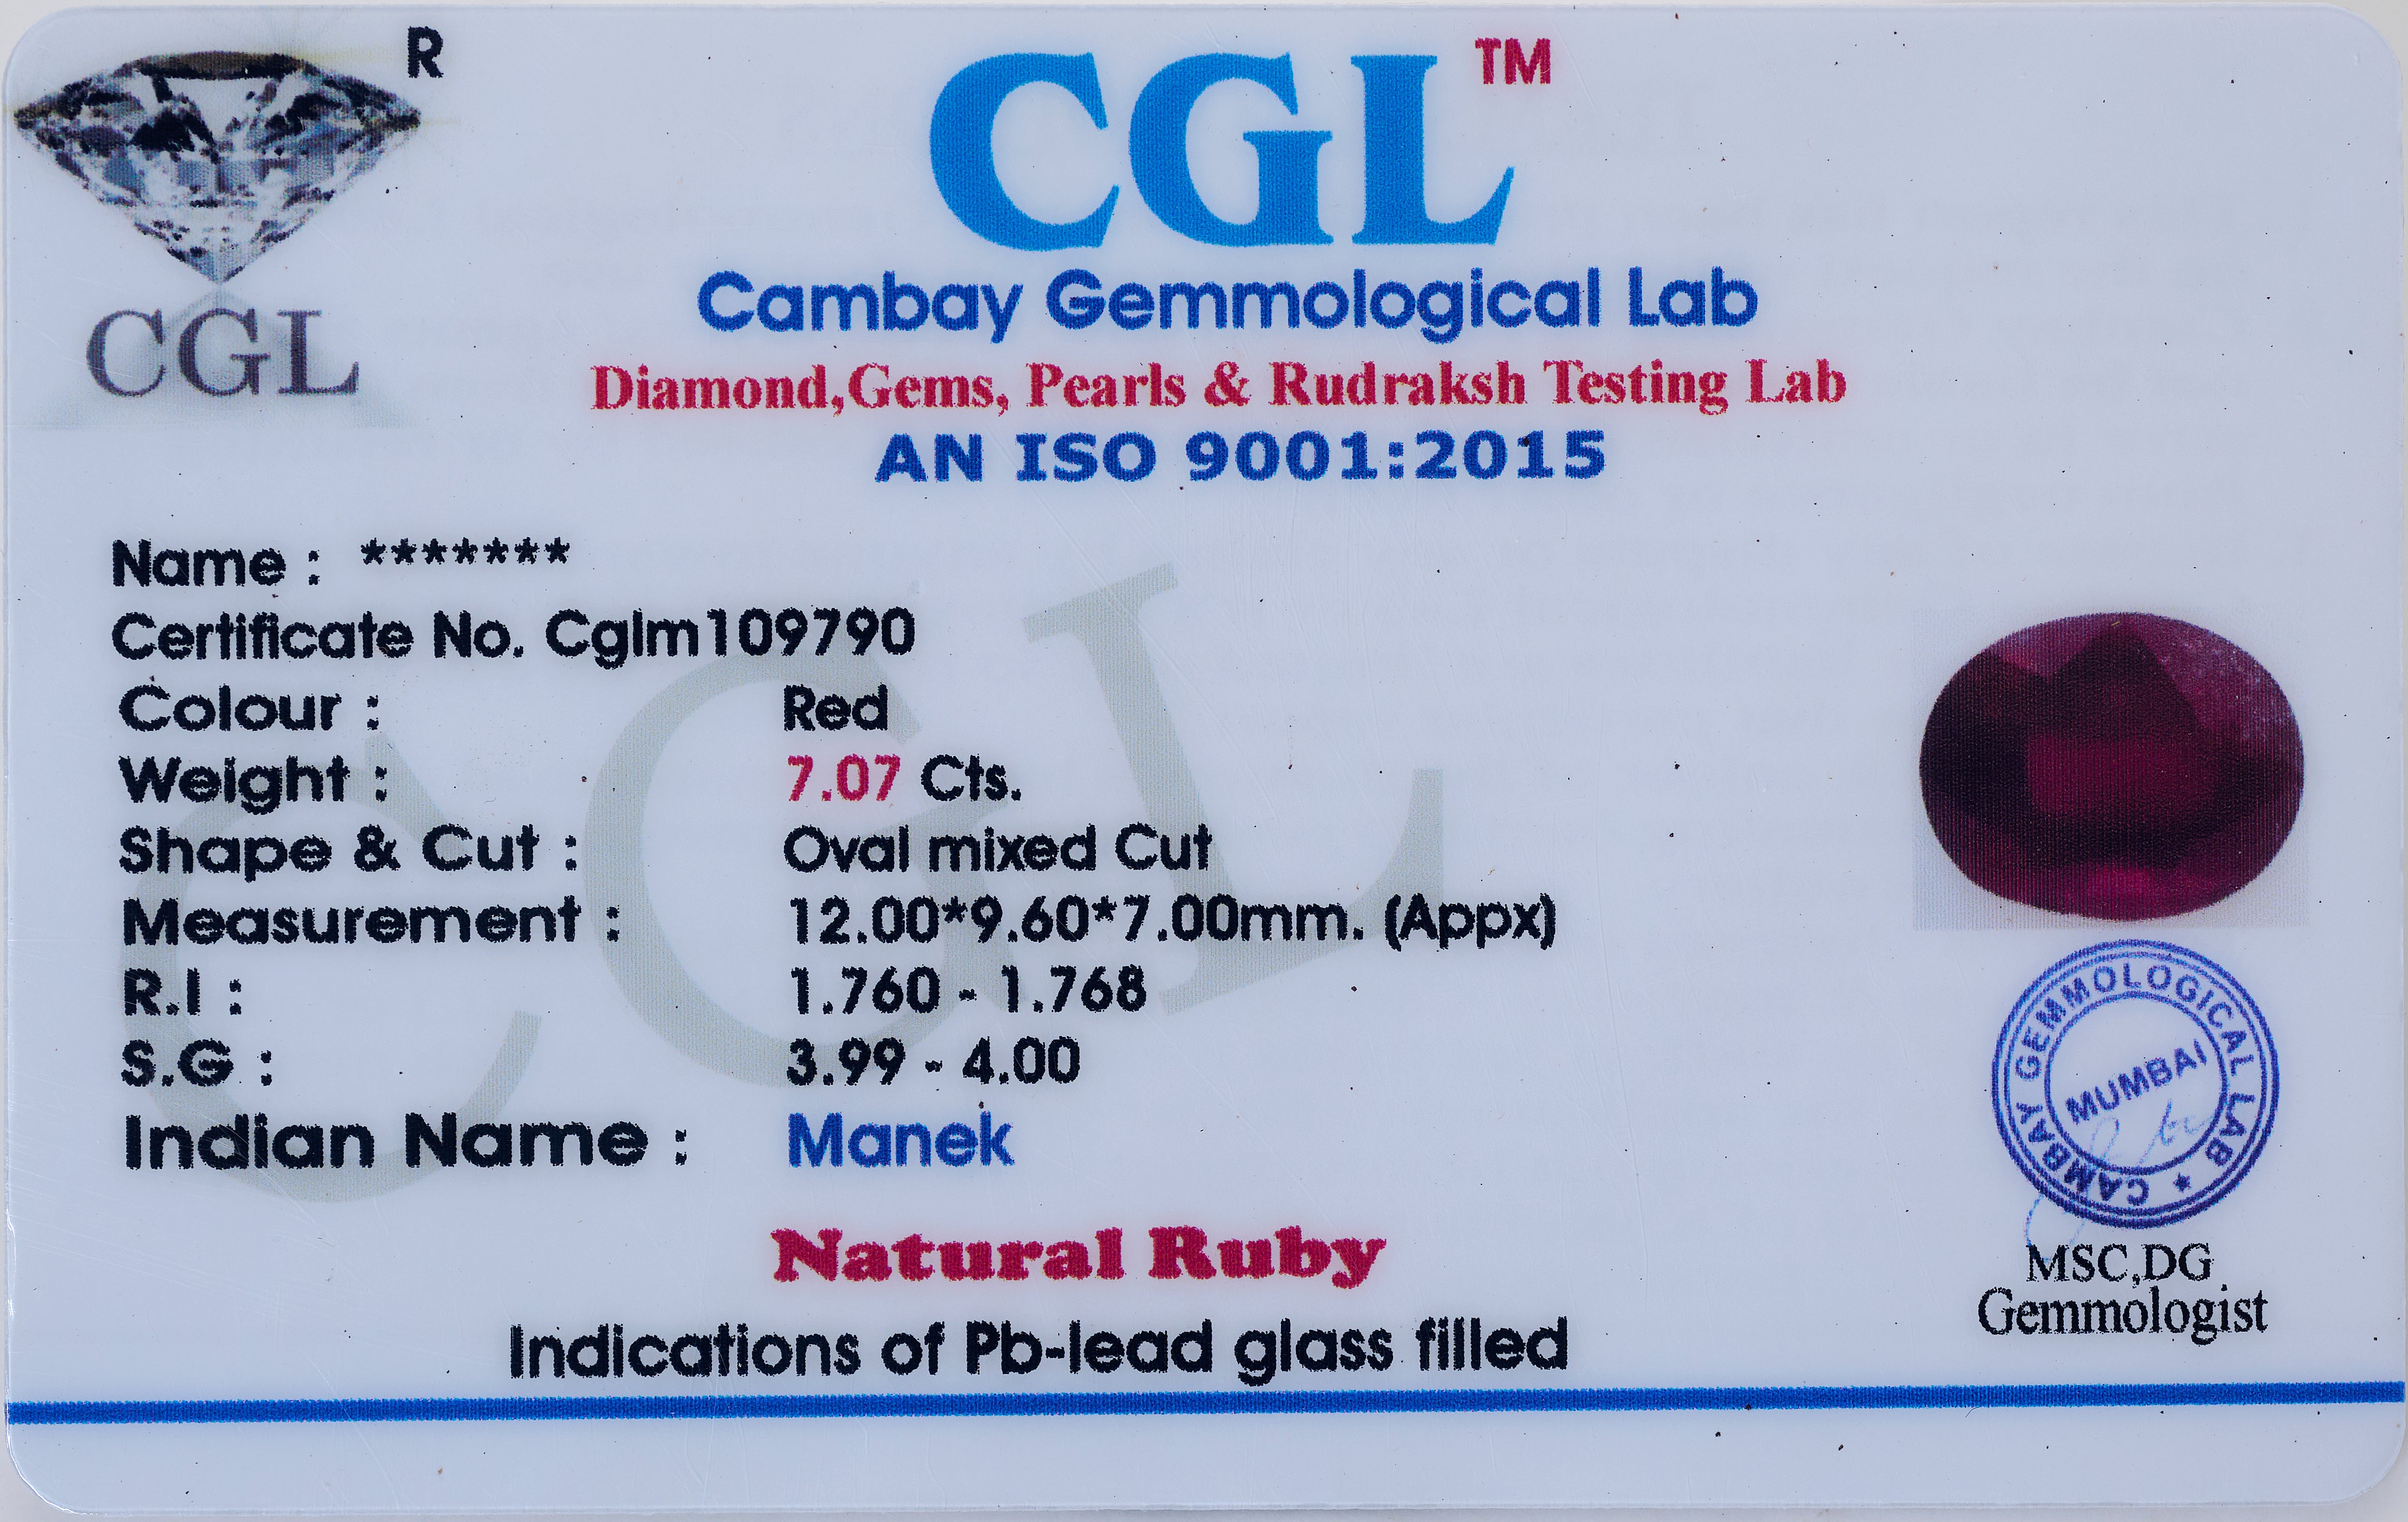 R
CGL
CGL™
Cambay Gemmological Lab
Diamond,Gems, Pearls & Rudraksh Testing Lab
AN ISO 9001:2015
Name : *******
Certificate No. Cglm109790
Colour : Red
Weight : 7.07 Cts.
Shape & Cut : Oval mixed Cut
Measurement : 12.00*9.60*7.00mm. (Appx)
R.I : 1.760 - 1.768
S.G : 3.99 - 4.00
Indian Name : Manek
Natural Ruby
Indications of Pb-lead glass filled
CGL
CAMBAY GEMMOLOGICAL LAB ★
MUMBAI
MSC,DG
Gemmologist